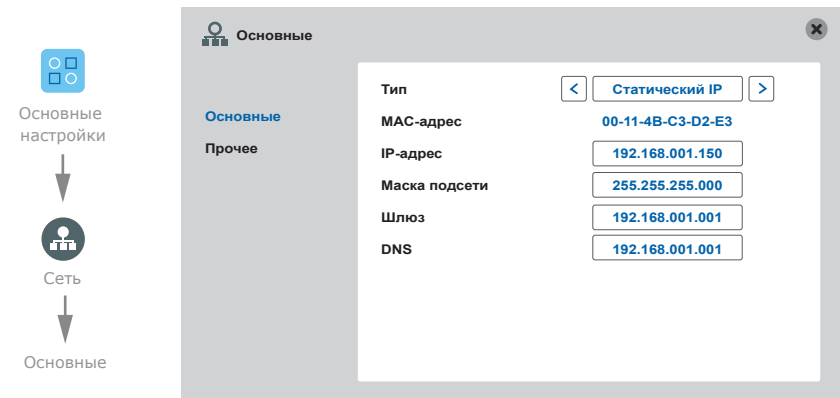 Основные
настройки
Сеть
Основные
Основные
Основные
Прочее
Тип < Статический IP >
MAC-адрес 00-11-4B-C3-D2-E3
IP-адрес 192.168.001.150
Маска подсети 255.255.255.000
Шлюз 192.168.001.001
DNS 192.168.001.001